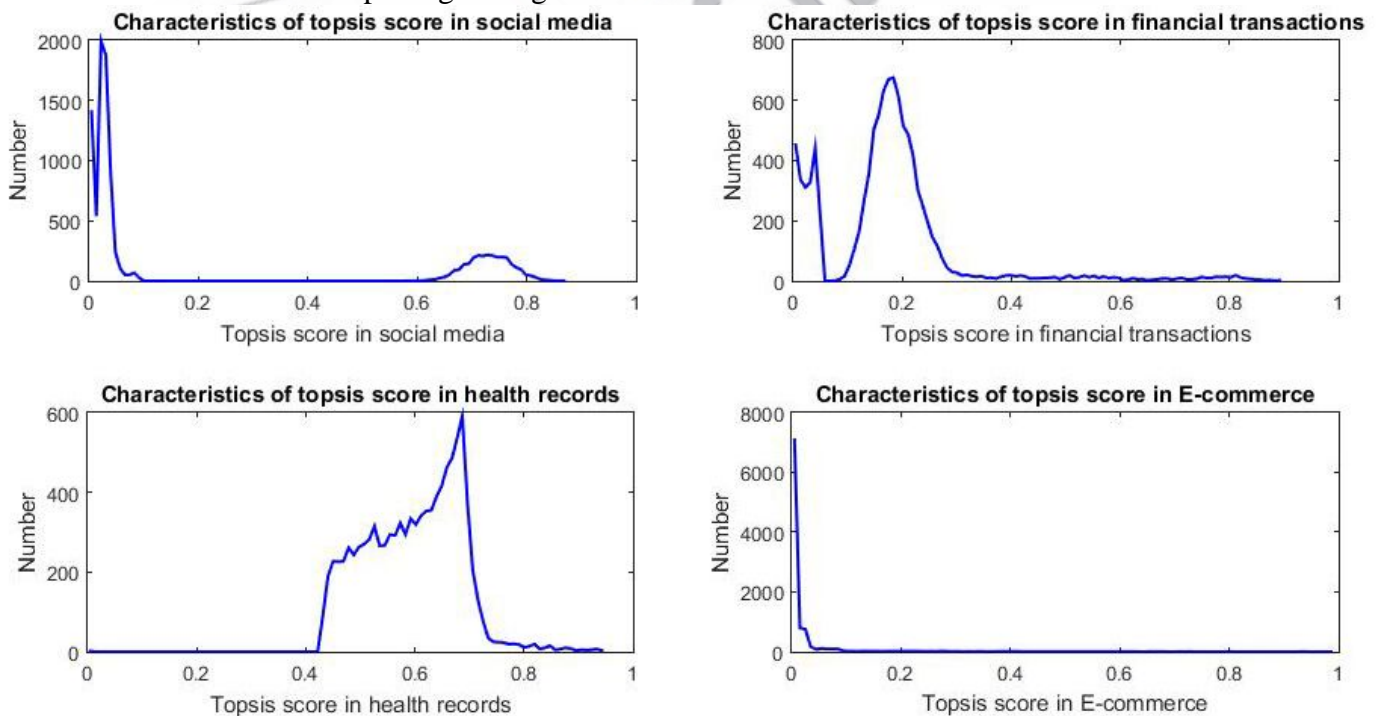 Characteristics of topsis score in social media
2000
1500
1000
500
0
Number
0 0.2 0.4 0.6 0.8 1
Topsis score in social media
Characteristics of topsis score in financial transactions
800
600
400
200
0
Number
0 0.2 0.4 0.6 0.8 1
Topsis score in financial transactions
Characteristics of topsis score in health records
600
400
200
0
Number
0 0.2 0.4 0.6 0.8 1
Topsis score in health records
Characteristics of topsis score in E-commerce
8000
6000
4000
2000
0
Number
0 0.2 0.4 0.6 0.8 1
Topsis score in E-commerce